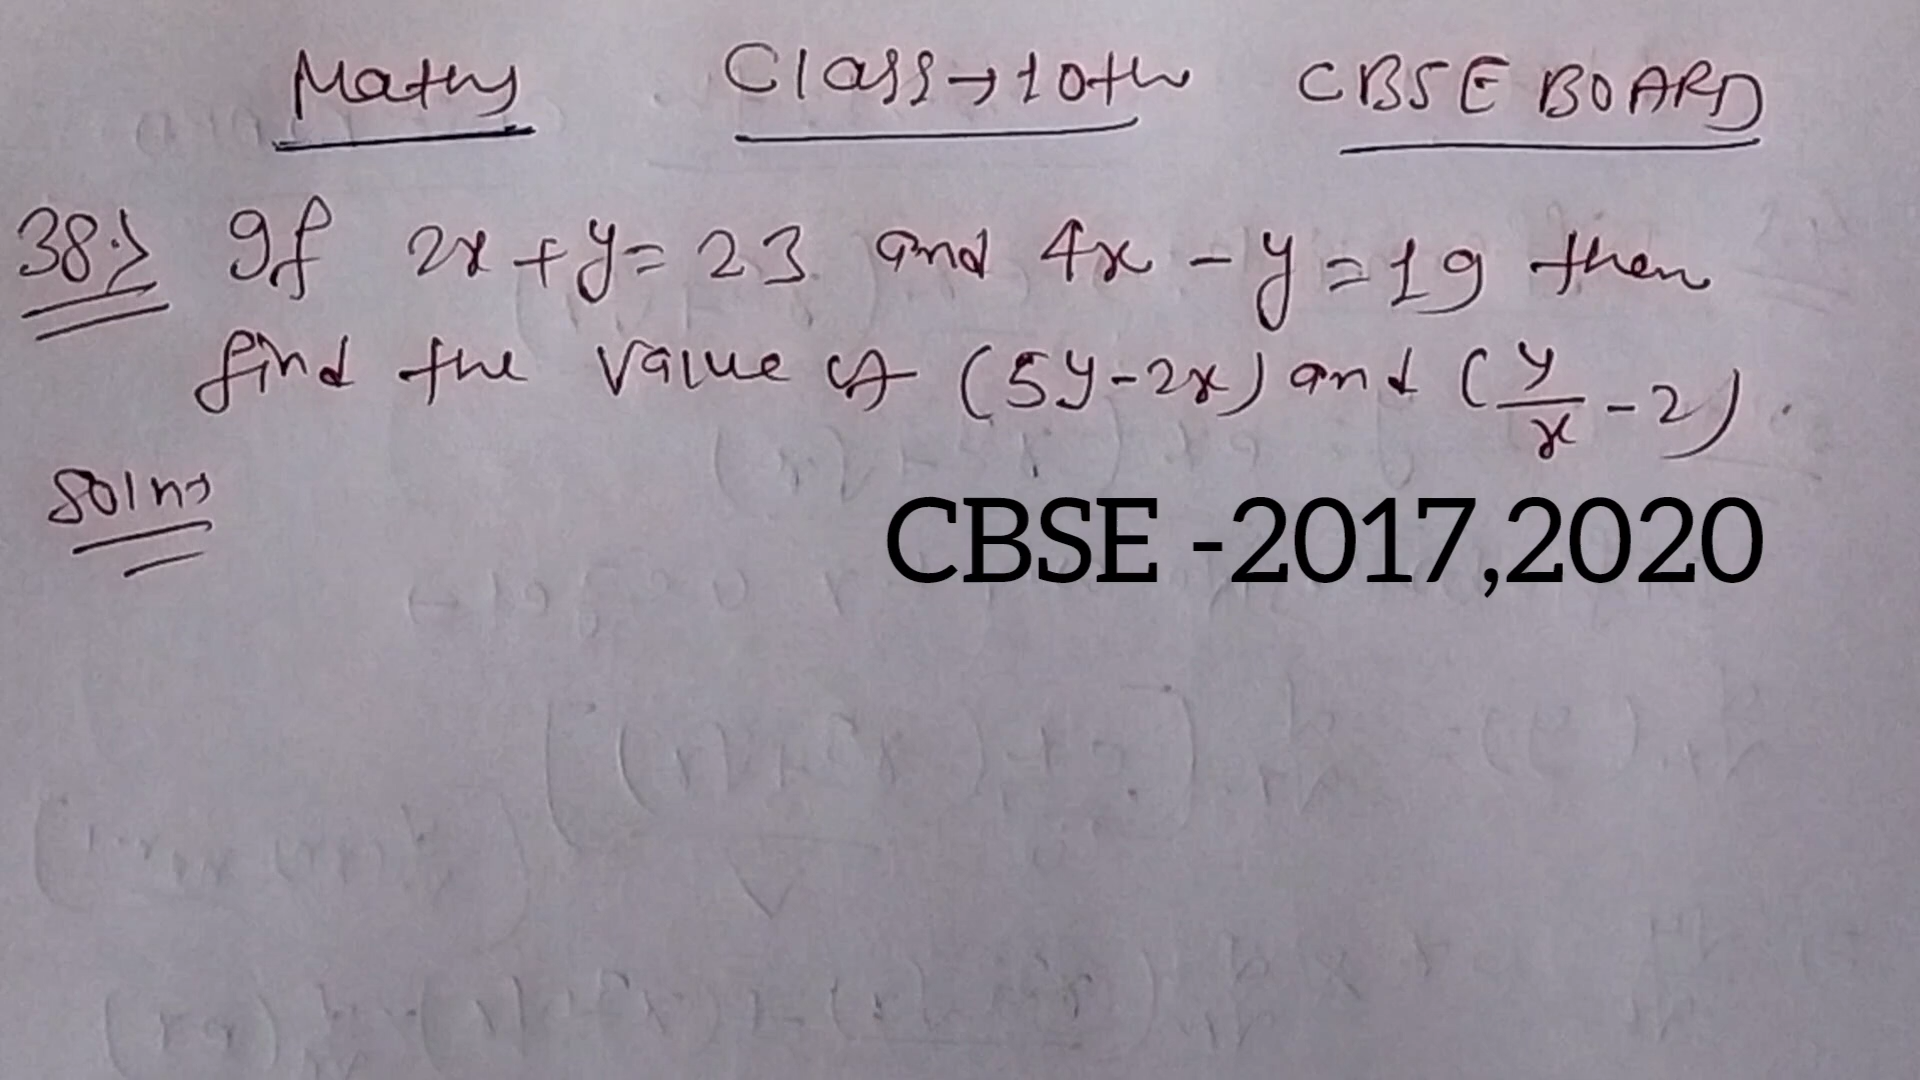 Maths Class→10th CBSE BOARD
38:> If 2x + y = 23 and 4x - y = 19 then
find the value of (5y-2x) and (y/x - 2).
Soln→
CBSE -2017,2020